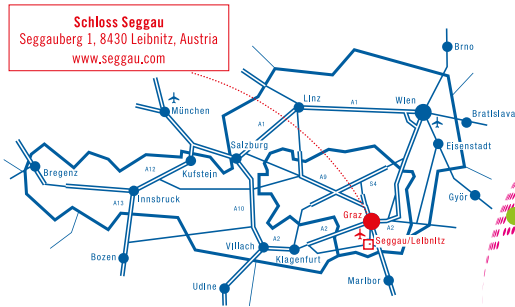 Schloss Seggau
Seggauberg 1, 8430 Leibnitz, Austria
www.seggau.com
Brno
München
Linz
A1
Wien
Bratislava
A1
Salzburg
Eisenstadt
Bregenz
A12
Kufstein
A9
S4
Innsbruck
Györ
A13
A10
Graz
Bozen
Villach
A2
Klagenfurt
A2
A2
Seggau/Leibnitz
Udine
Maribor